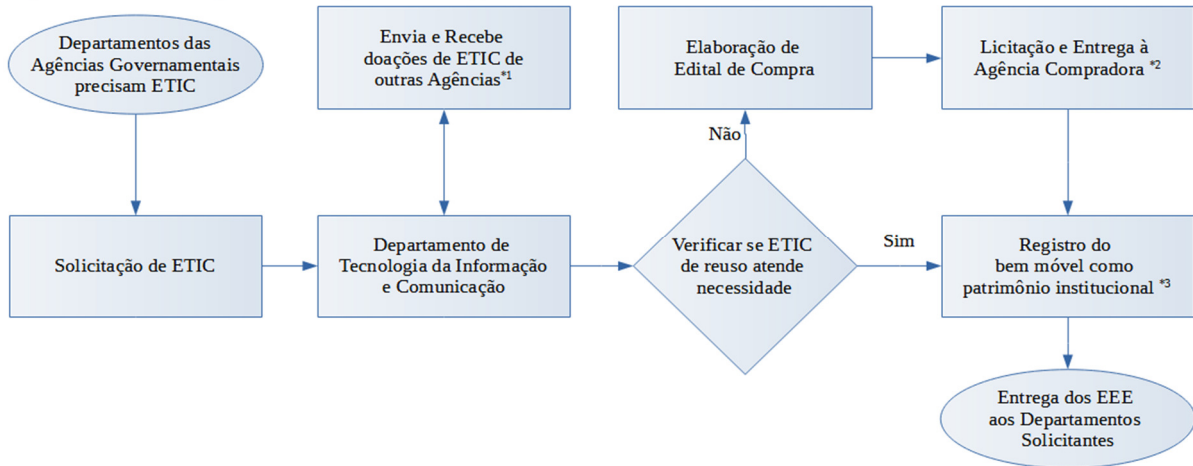 Departamentos das
Agências Governamentais
precisam ETIC
Envia e Recebe
doações de ETIC de
outras Agências*1
Elaboração de
Edital de Compra
Licitação e Entrega à
Agência Compradora *2
Não
Solicitação de ETIC
Departamento de
Tecnologia da Informação
e Comunicação
Verificar se ETIC
de reuso atende
necessidade
Sim
Registro do
bem móvel como
patrimônio institucional *3
Entrega dos EEE
aos Departamentos
Solicitantes